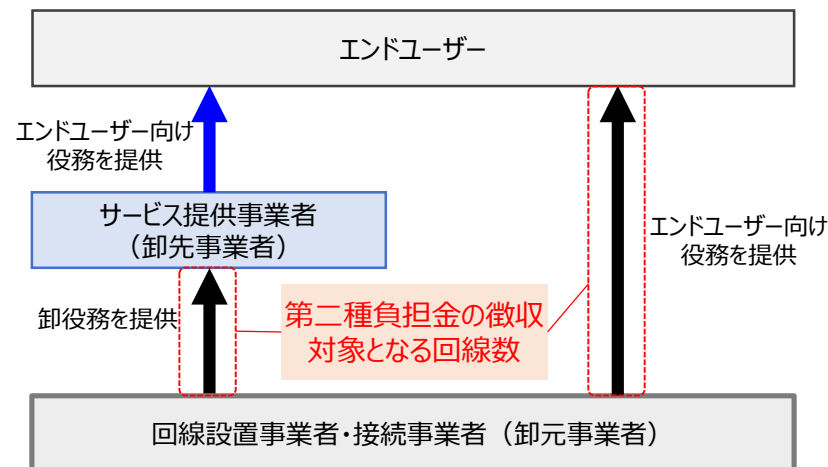 エンドユーザー
エンドユーザー向け
役務を提供
サービス提供事業者
（卸先事業者）
エンドユーザー向け
役務を提供
卸役務を提供
第二種負担金の徴収
対象となる回線数
回線設置事業者・接続事業者（卸元事業者）